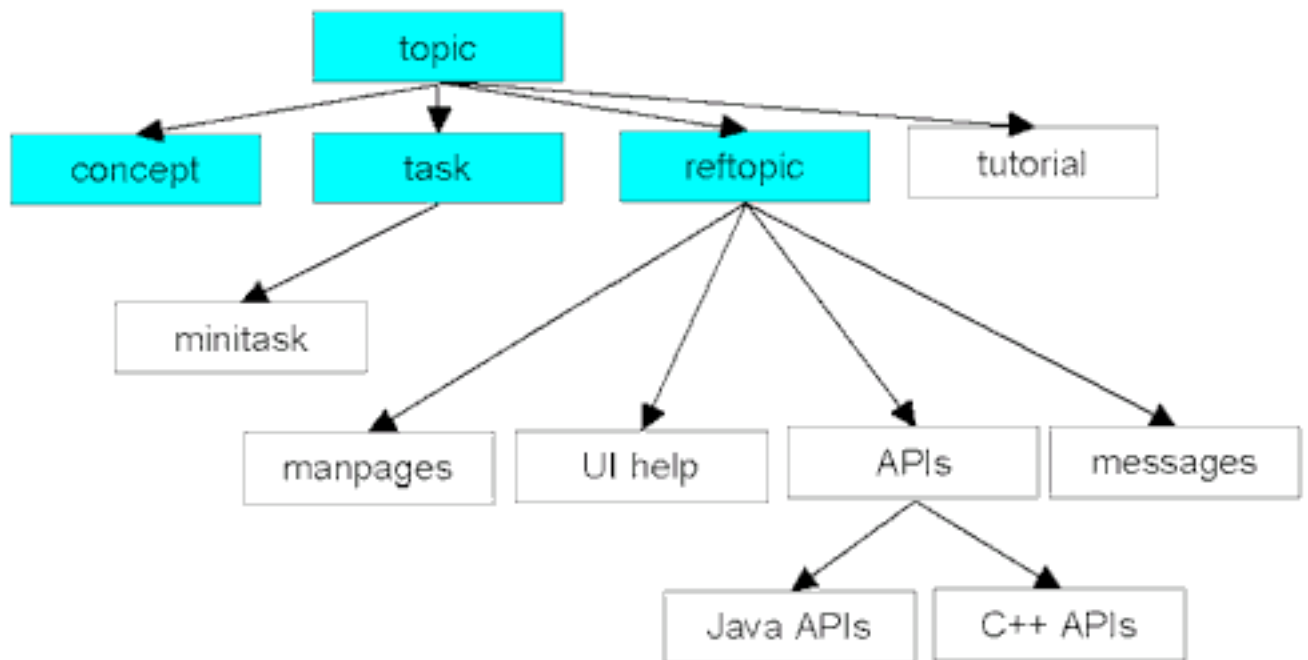 topic
concept
task
reftopic
tutorial
minitask
manpages
UI help
APIs
messages
Java APIs
C++ APIs